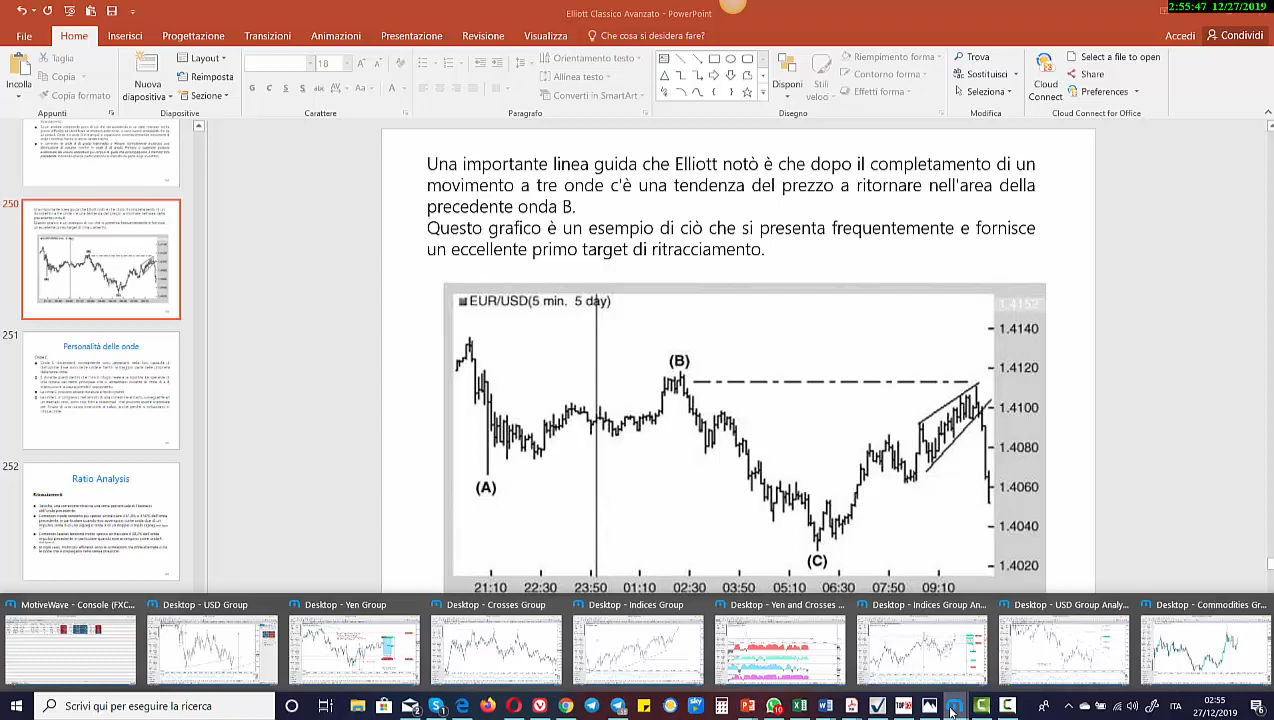 2:55:47 12/27/2019
Elliott Classico Avanzato - PowerPoint
File Home Inserisci Progettazione Transizioni Animazioni Presentazione Revisione Visualizza Che cosa si desidera fare? Accedi Condividi
Taglia
Copia
Copia formato
Incolla
Appunti
Nuova
diapositiva
Layout
Reimposta
Sezione
Diapositive
18
G C S S abc AV Aa A
Carattere
Orientamento testo
Allinea testo
Converti in SmartArt
Paragrafo
Disponi
Stili
veloci
Riempimento forma
Contorno forma
Effetti forma
Disegno
Trova
Sostituisci
Seleziona
Modifica
Cloud
Connect
Select a file to open
Share
Preferences
Cloud Connect for Office
250
251
Personalità delle onde
252
Ratio Analysis
Una importante linea guida che Elliott notò è che dopo il completamento di un
movimento a tre onde c'è una tendenza del prezzo a ritornare nell'area della
precedente onda B.
Questo grafico è un esempio di ciò che si presenta frequentemente e fornisce
un eccellente primo target di ritracciamento.
EUR/USD(5 min. 5 day)
1.4152
1.4140
1.4120
1.4100
1.4080
1.4060
1.4040
1.4020
(A)
(B)
(C)
21:10 22:30 23:50 01:10 02:30 03:50 05:10 06:30 07:50 09:10
MotiveWave - Console (FXC... Desktop - USD Group Desktop - Yen Group Desktop - Crosses Group Desktop - Indices Group Desktop - Yen and Crosses ... Desktop - Indices Group An... Desktop - USD Group Analy... Desktop - Commodities Gr...
Scrivi qui per eseguire la ricerca
ITA
02:55
27/12/2019